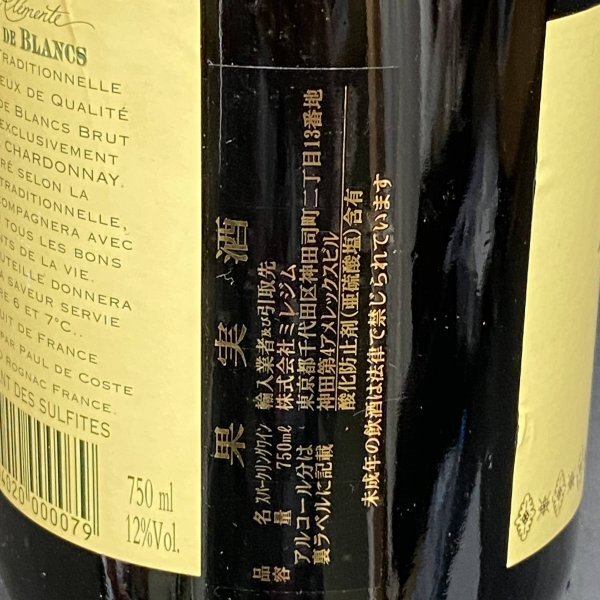 Clémente
DE BLANCS
TRADITIONNELLE
EUX DE QUALITÉ
DE BLANCS BRUT
EXCLUSIVEMENT
CHARDONNAY.
RÉ SELON LA
TRADITIONNELLE,
COMPAGNERA AVEC
TOUS LES BONS
TS DE LA VIE.
UTEILLE DONNERA
A SAVEUR SERVIE
RE 6 ET 7°C..
UIT DE FRANCE
PAR PAUL DE COSTE
ROGNAC FRANCE.
NT DES SULFITES
4020 000079
750 ml
12%Vol.
果実酒
品名 スパークリングワイン
容量 750mℓ
アルコール分は
裏ラベルに記載
輸入業者及び引取先
株式会社ミレジム
東京都千代田区神田司町二丁目13番地
神田第4アメレックスビル
酸化防止剤(亜硫酸塩)含有
未成年の飲酒は法律で禁じられています